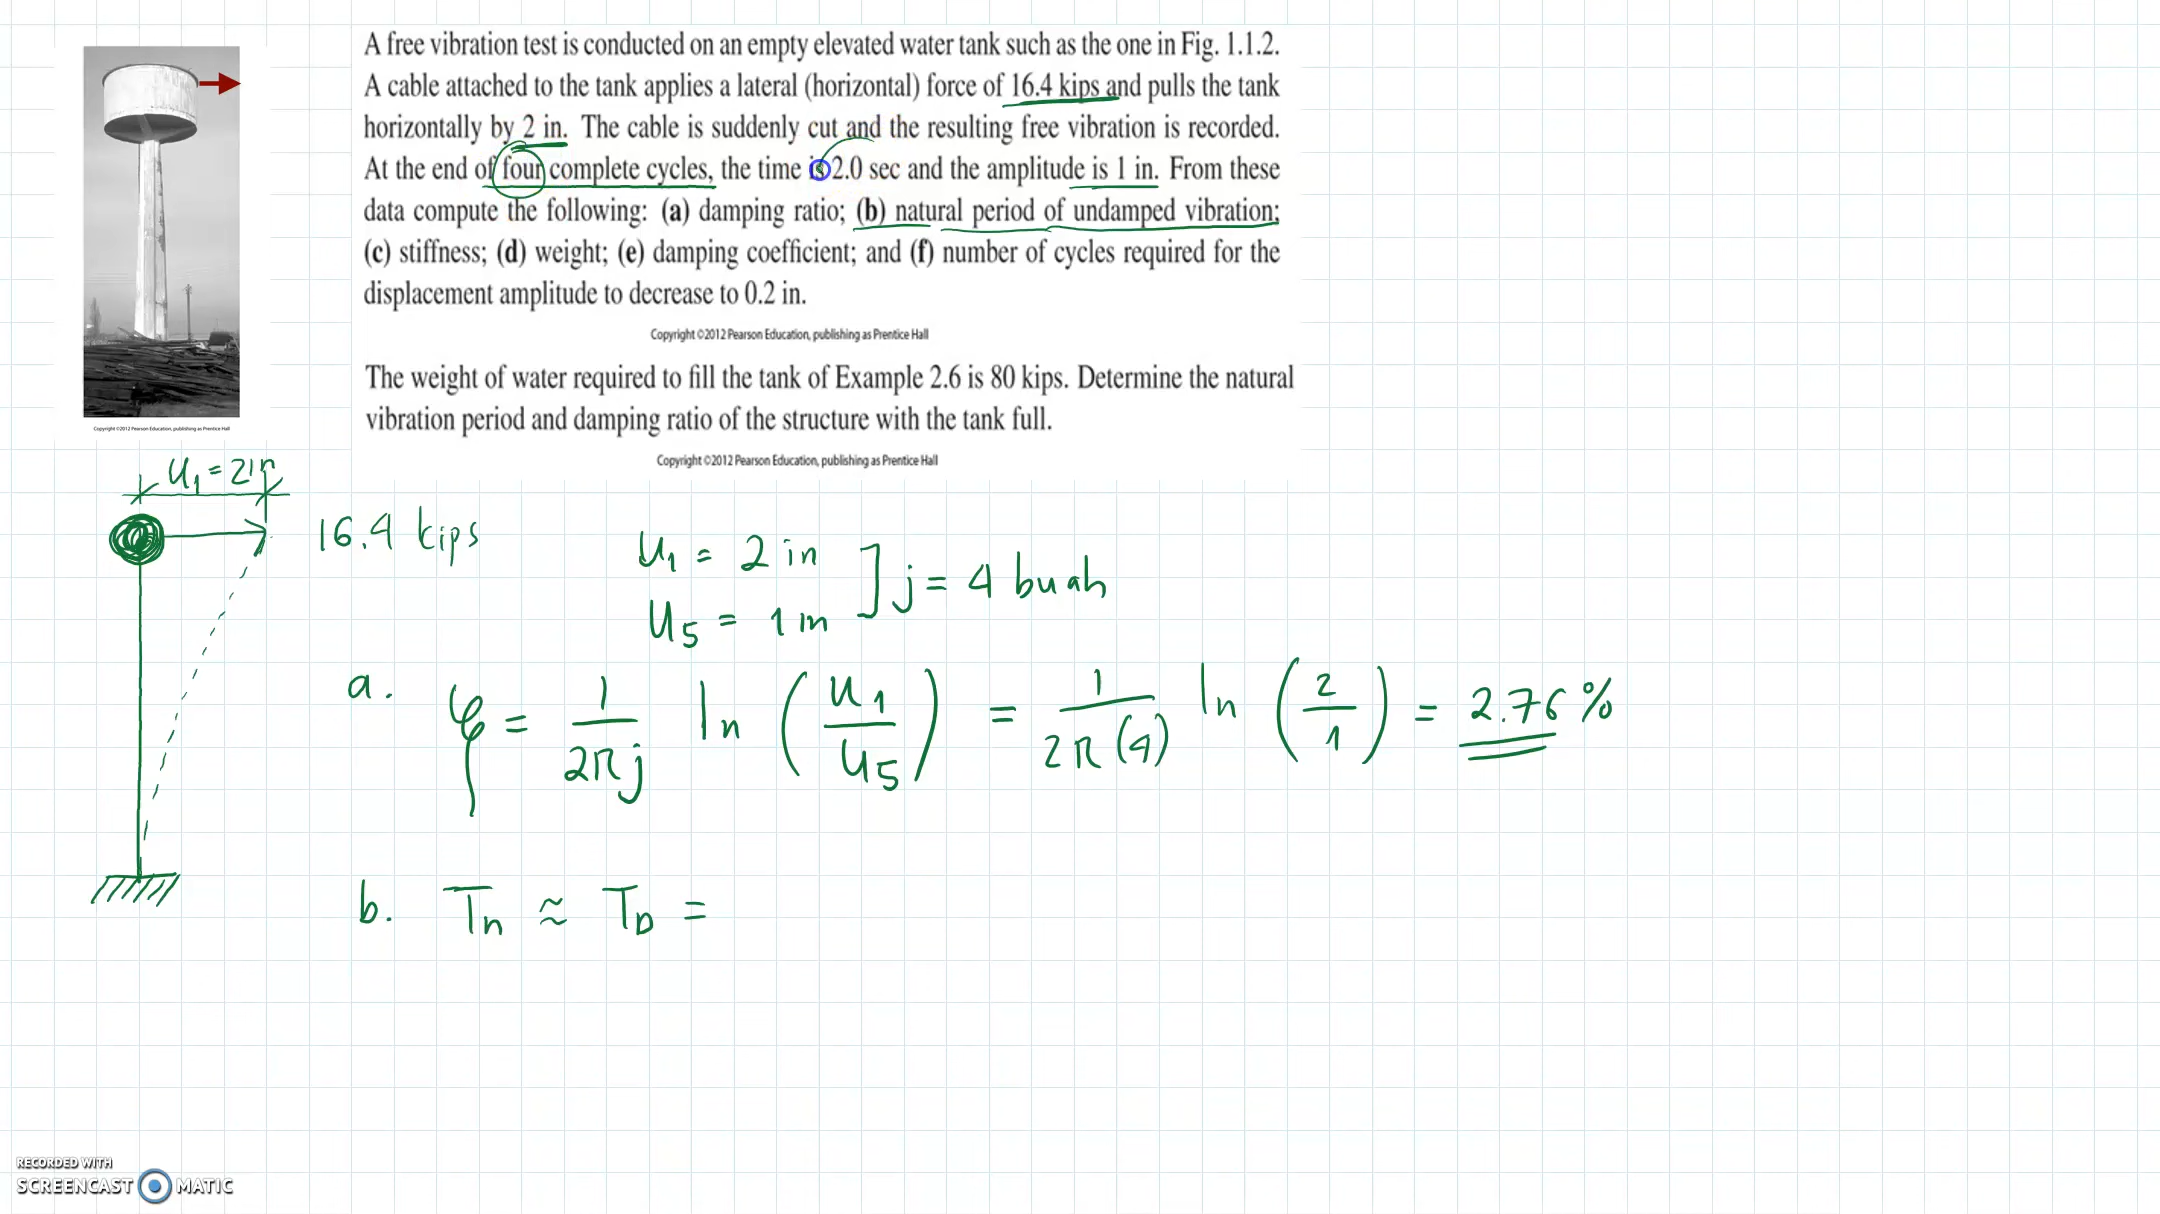 A free vibration test is conducted on an empty elevated water tank such as the one in Fig. 1.1.2.
A cable attached to the tank applies a lateral (horizontal) force of 16.4 kips and pulls the tank
horizontally by 2 in. The cable is suddenly cut and the resulting free vibration is recorded.
At the end of four complete cycles, the time is 2.0 sec and the amplitude is 1 in. From these
data compute the following: (a) damping ratio; (b) natural period of undamped vibration;
(c) stiffness; (d) weight; (e) damping coefficient; and (f) number of cycles required for the
displacement amplitude to decrease to 0.2 in.
Copyright ©2012 Pearson Education, publishing as Prentice Hall
The weight of water required to fill the tank of Example 2.6 is 80 kips. Determine the natural
vibration period and damping ratio of the structure with the tank full.
Copyright ©2012 Pearson Education, publishing as Prentice Hall
Copyright ©2012 Pearson Education, publishing as Prentice Hall
u₁ = 2 in
16.4 kips
u₁ = 2 in
u₅ = 1 in
] j = 4 buah
a. ξ = 1/(2πj) ln (u₁/u₅) = 1/(2π(4)) ln (2/1) = 2.76 %
b. Tn ≈ TD =
RECORDED WITH
SCREENCAST MATIC